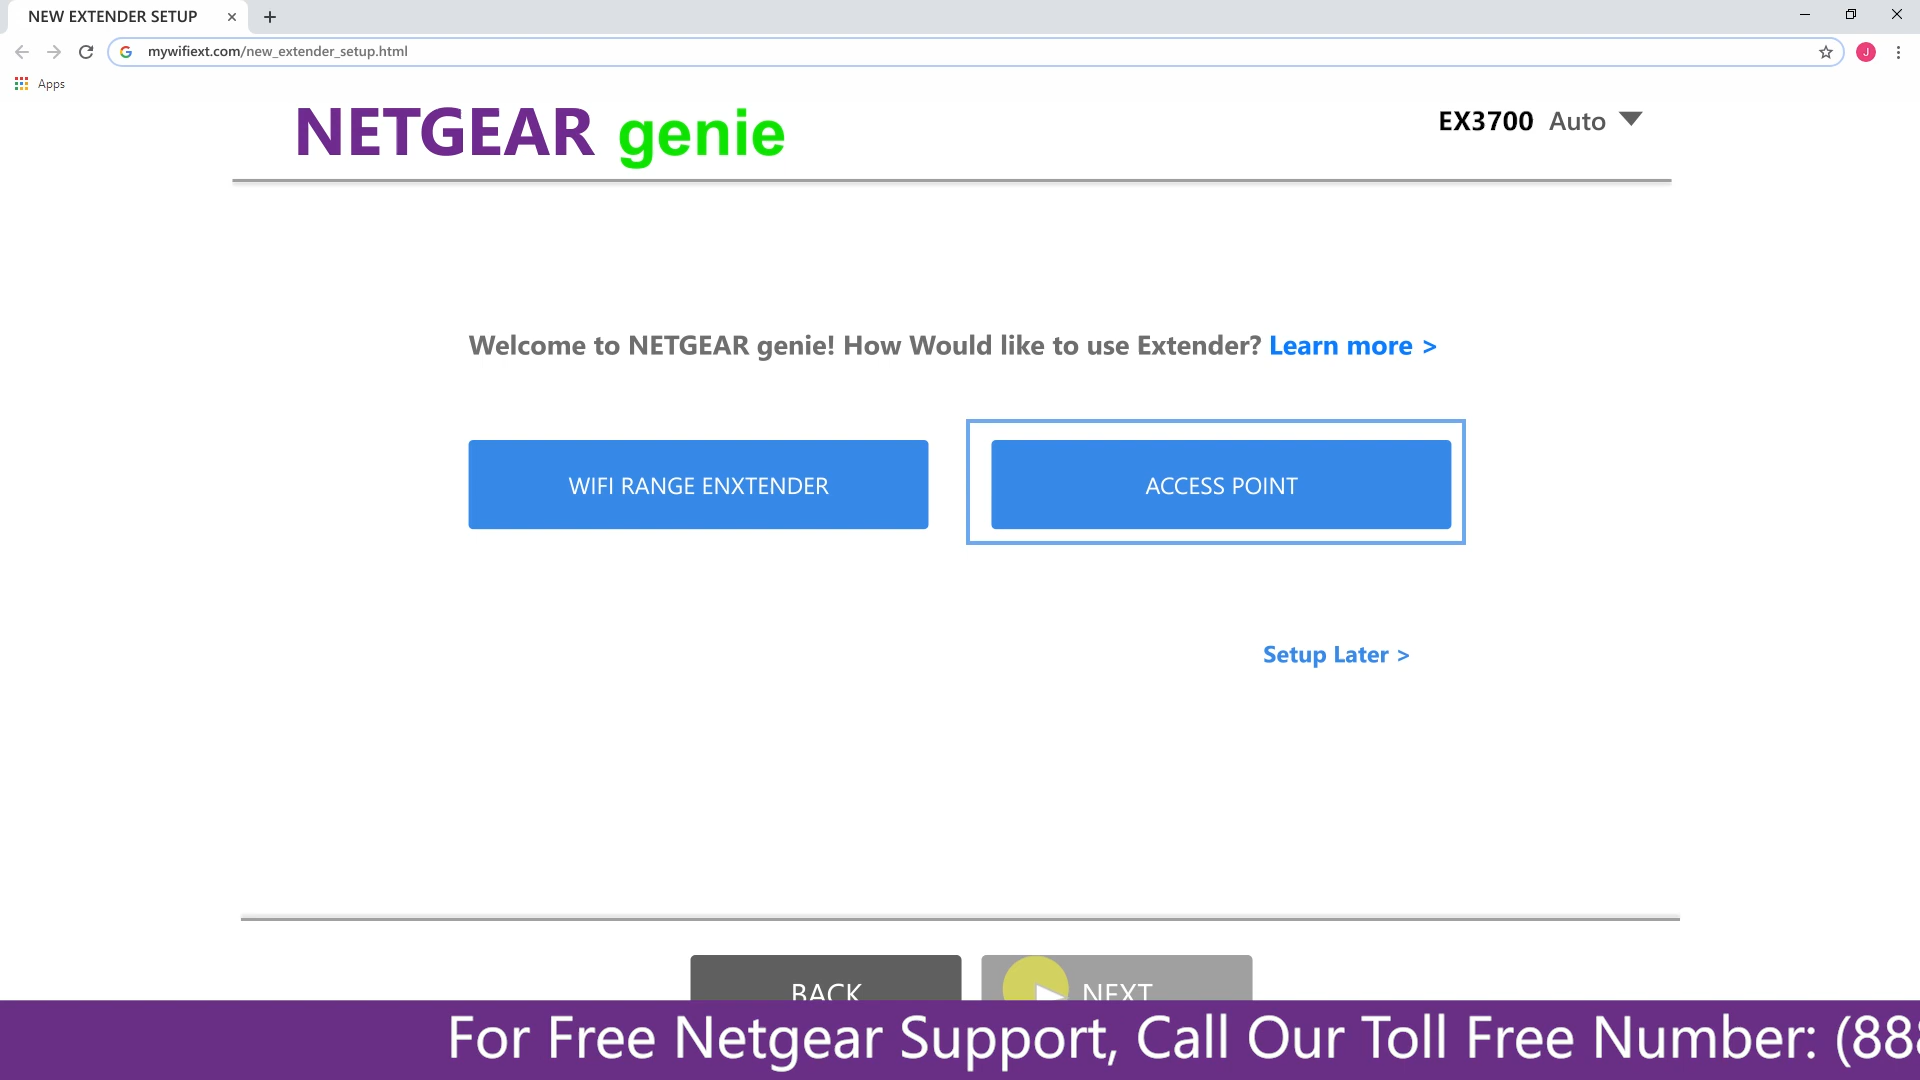 NEW EXTENDER SETUP
mywifiext.com/new_extender_setup.html
J
Apps
NETGEAR genie
EX3700 Auto
Welcome to NETGEAR genie! How Would like to use Extender? Learn more >
WIFI RANGE ENXTENDER
ACCESS POINT
Setup Later >
BACK
NEXT
For Free Netgear Support, Call Our Toll Free Number: (88